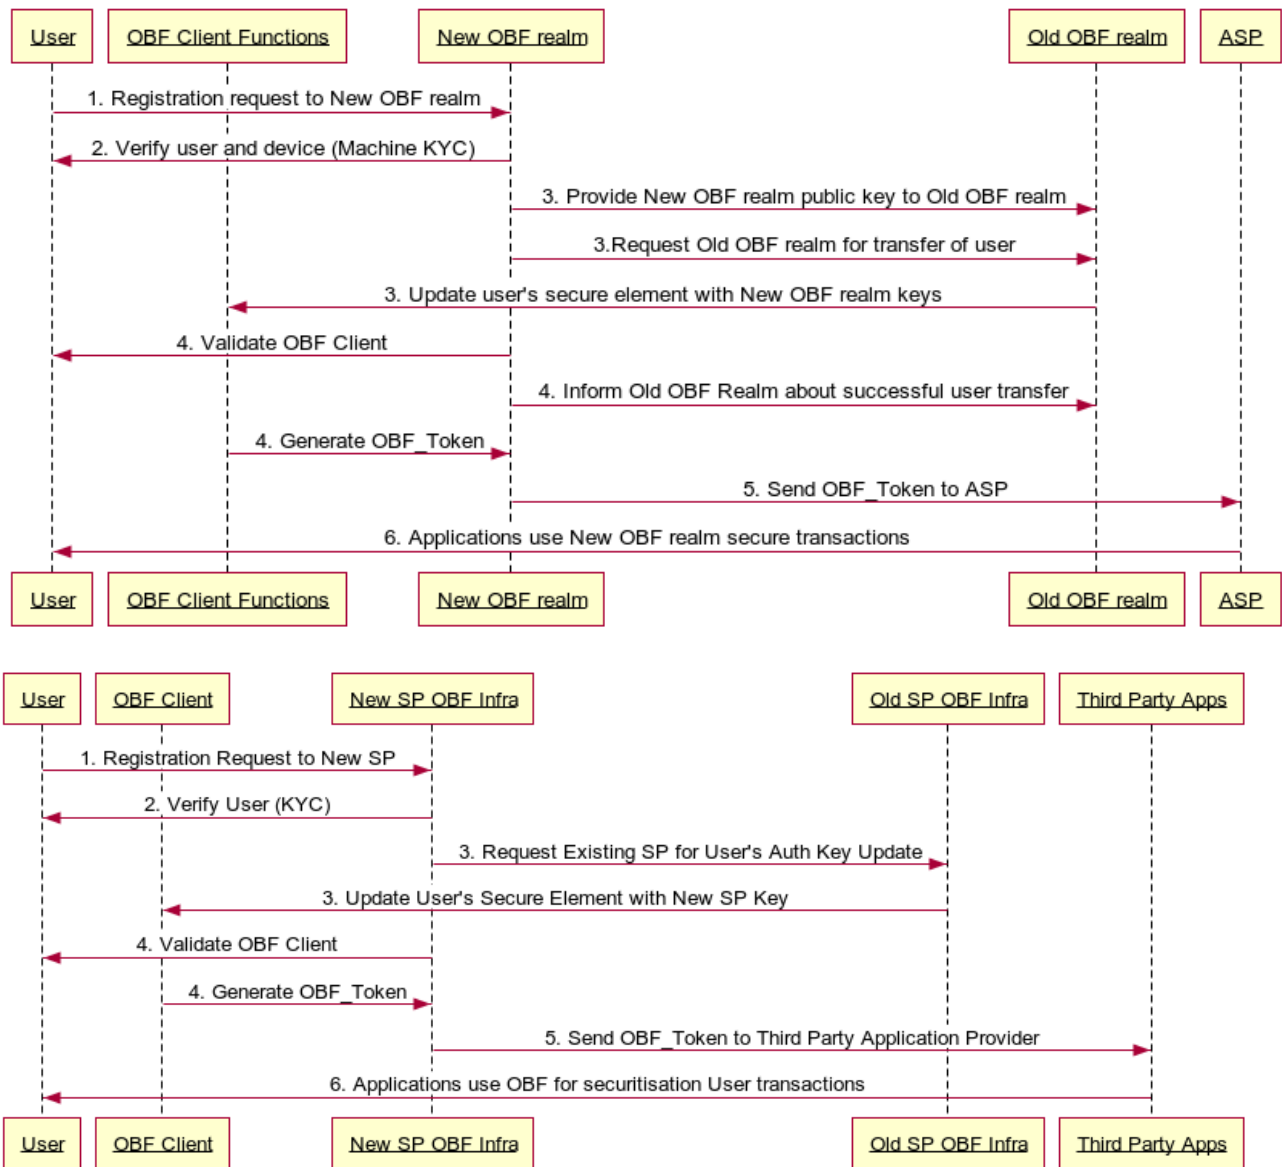 User OBF Client Functions New OBF realm Old OBF realm ASP
1. Registration request to New OBF realm
2. Verify user and device (Machine KYC)
3. Provide New OBF realm public key to Old OBF realm
3.Request Old OBF realm for transfer of user
3. Update user's secure element with New OBF realm keys
4. Validate OBF Client
4. Inform Old OBF Realm about successful user transfer
4. Generate OBF_Token
5. Send OBF_Token to ASP
6. Applications use New OBF realm secure transactions
User OBF Client Functions New OBF realm Old OBF realm ASP
User OBF Client New SP OBF Infra Old SP OBF Infra Third Party Apps
1. Registration Request to New SP
2. Verify User (KYC)
3. Request Existing SP for User's Auth Key Update
3. Update User's Secure Element with New SP Key
4. Validate OBF Client
4. Generate OBF_Token
5. Send OBF_Token to Third Party Application Provider
6. Applications use OBF for securitisation User transactions
User OBF Client New SP OBF Infra Old SP OBF Infra Third Party Apps